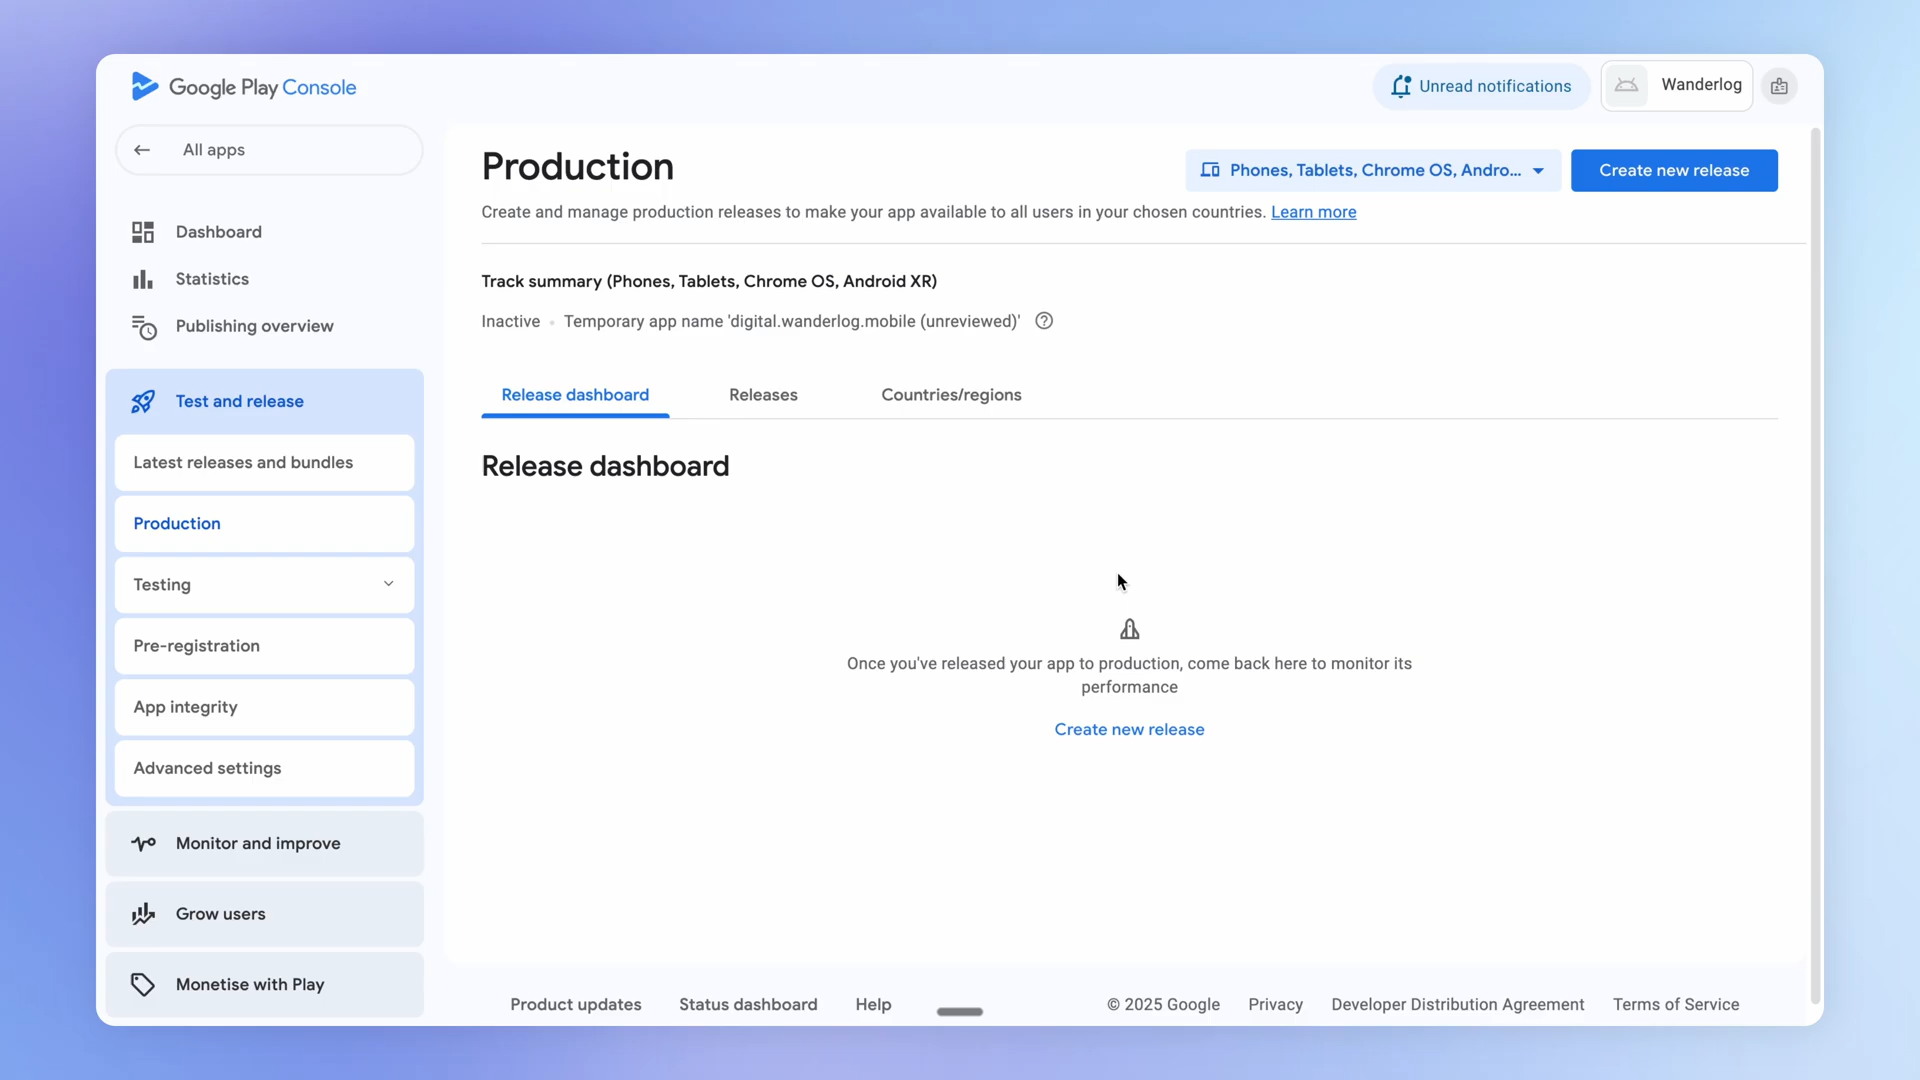 Google Play Console
Unread notifications
Wanderlog
All apps
Dashboard
Statistics
Publishing overview
Test and release
Latest releases and bundles
Production
Testing
Pre-registration
App integrity
Advanced settings
Monitor and improve
Grow users
Monetise with Play
Production
Phones, Tablets, Chrome OS, Andro...
Create new release
Create and manage production releases to make your app available to all users in your chosen countries. Learn more
Track summary (Phones, Tablets, Chrome OS, Android XR)
Inactive • Temporary app name 'digital.wanderlog.mobile (unreviewed)'
Release dashboard
Releases
Countries/regions
Release dashboard
Once you've released your app to production, come back here to monitor its
performance
Create new release
Product updates
Status dashboard
Help
© 2025 Google
Privacy
Developer Distribution Agreement
Terms of Service